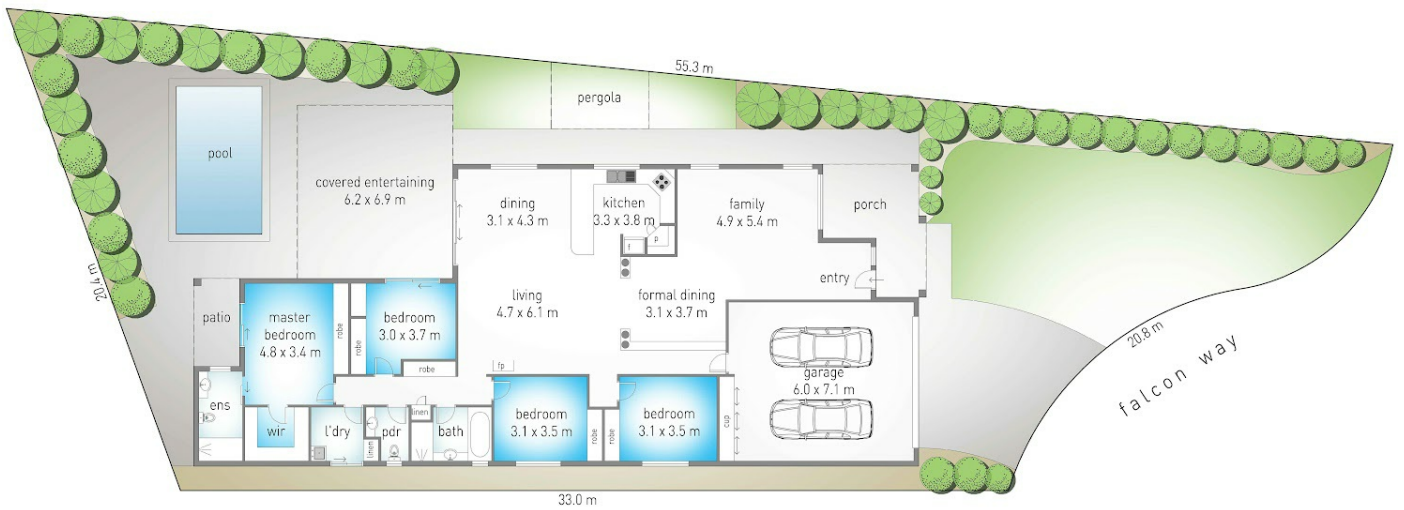 55.3 m
pergola
pool
covered entertaining
6.2 x 6.9 m
dining
3.1 x 4.3 m
kitchen
3.3 x 3.8 m
f
p
family
4.9 x 5.4 m
porch
entry
20.4 m
patio
master
bedroom
4.8 x 3.4 m
robe
robe
bedroom
3.0 x 3.7 m
robe
living
4.7 x 6.1 m
formal dining
3.1 x 3.7 m
fp
garage
6.0 x 7.1 m
20.8 m
falcon way
ens
wir
l'dry
linen
pdr
linen
bath
bedroom
3.1 x 3.5 m
robe
robe
bedroom
3.1 x 3.5 m
cup
33.0 m